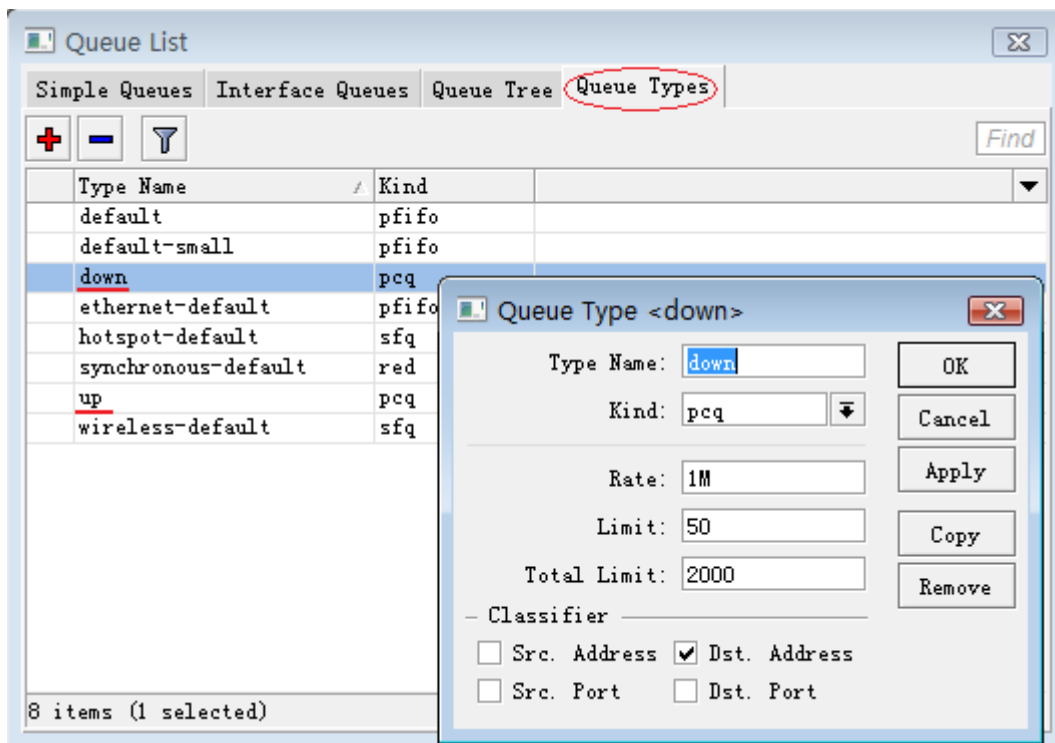 Queue List
Simple Queues Interface Queues Queue Tree Queue Types
Find
Type Name Kind
default pfifo
default-small pfifo
down pcq
ethernet-default pfifo
hotspot-default sfq
synchronous-default red
up pcq
wireless-default sfq
8 items (1 selected)
Queue Type <down>
Type Name: down
OK
Kind: pcq
Cancel
Rate: 1M
Apply
Limit: 50
Copy
Total Limit: 2000
Remove
Classifier
Src. Address Dst. Address
Src. Port Dst. Port